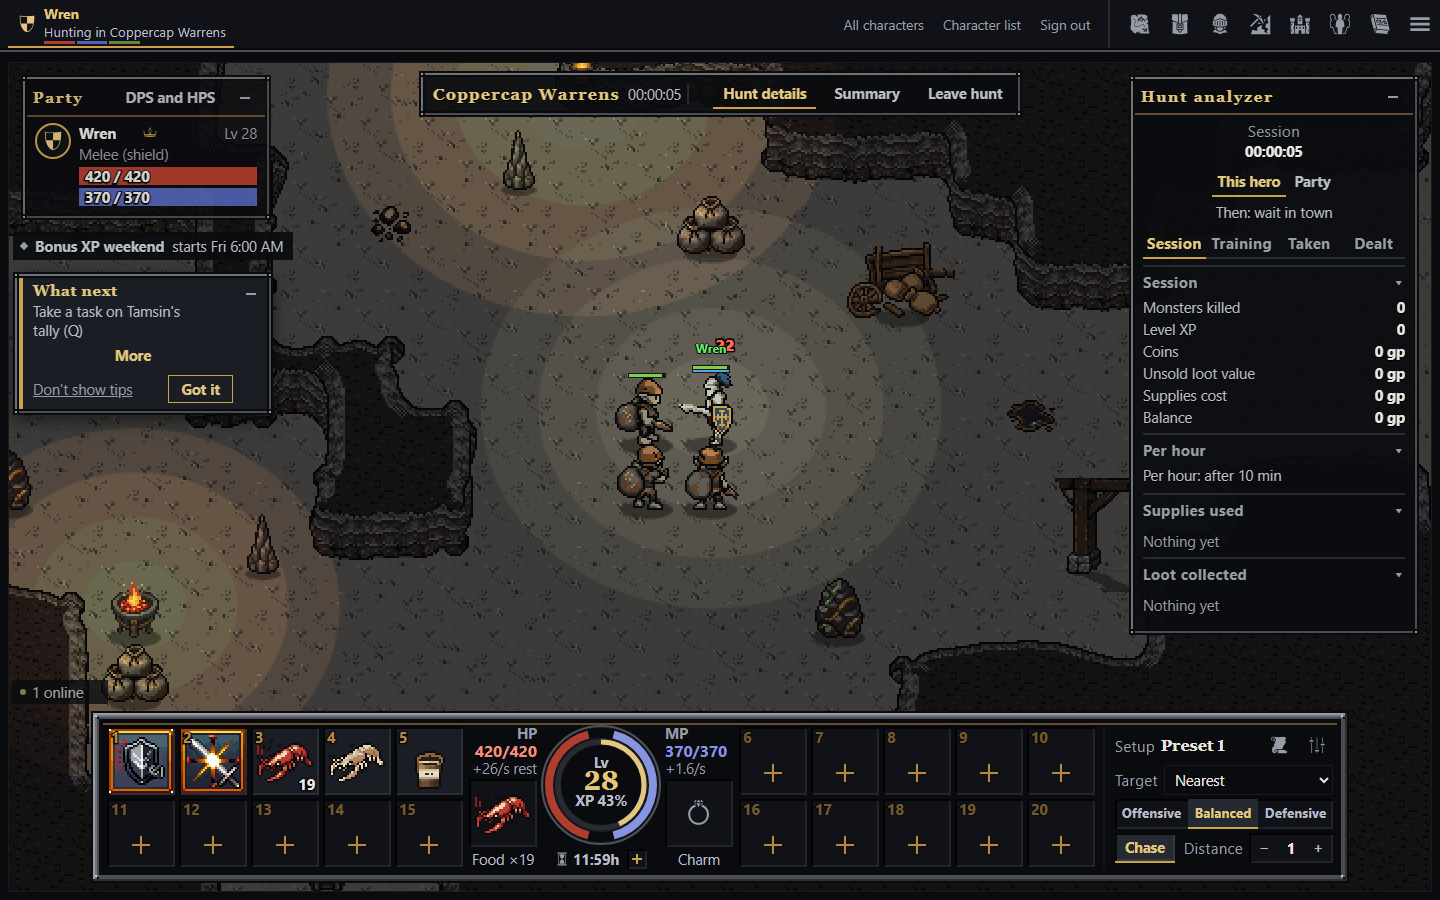 Wren
Hunting in Coppercap Warrens
All characters
Character list
Sign out
Party
DPS and HPS
Wren
Lv 28
Melee (shield)
420 / 420
370 / 370
Bonus XP weekend starts Fri 6:00 AM
What next
Take a task on Tamsin's
tally (Q)
More
Don't show tips
Got it
Coppercap Warrens 00:00:05
Hunt details
Summary
Leave hunt
Wren
22
Hunt analyzer
Session
00:00:05
This hero
Party
Then: wait in town
Session
Training
Taken
Dealt
Session
Monsters killed 0
Level XP 0
Coins 0 gp
Unsold loot value 0 gp
Supplies cost 0 gp
Balance 0 gp
Per hour
Per hour: after 10 min
Supplies used
Nothing yet
Loot collected
Nothing yet
1 online
1
2
3
19
4
5
11
12
13
14
15
HP
420/420
+26/s rest
Food ×19
Lv
28
XP 43%
11:59h +
MP
370/370
+1.6/s
Charm
6 +
7 +
8 +
9 +
10 +
16 +
17 +
18 +
19 +
20 +
Setup Preset 1
Target Nearest
Offensive
Balanced
Defensive
Chase
Distance
− 1 +